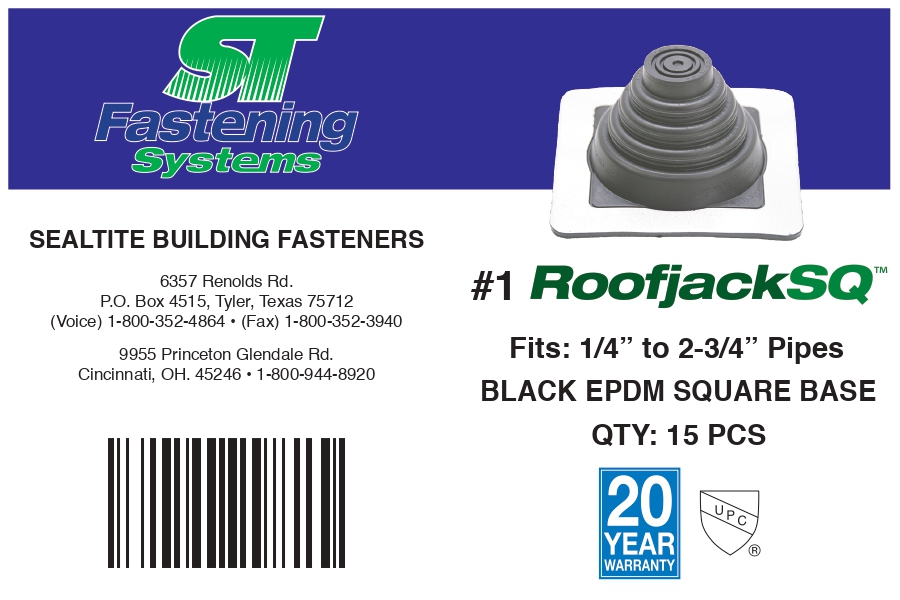 ST
Fastening
Systems
SEALTITE BUILDING FASTENERS
6357 Renolds Rd.
P.O. Box 4515, Tyler, Texas 75712
(Voice) 1-800-352-4864 • (Fax) 1-800-352-3940
9955 Princeton Glendale Rd.
Cincinnati, OH. 45246 • 1-800-944-8920
#1 RoofjackSQ™
Fits: 1/4” to 2-3/4” Pipes
BLACK EPDM SQUARE BASE
QTY: 15 PCS
20
YEAR
WARRANTY
UPC
®